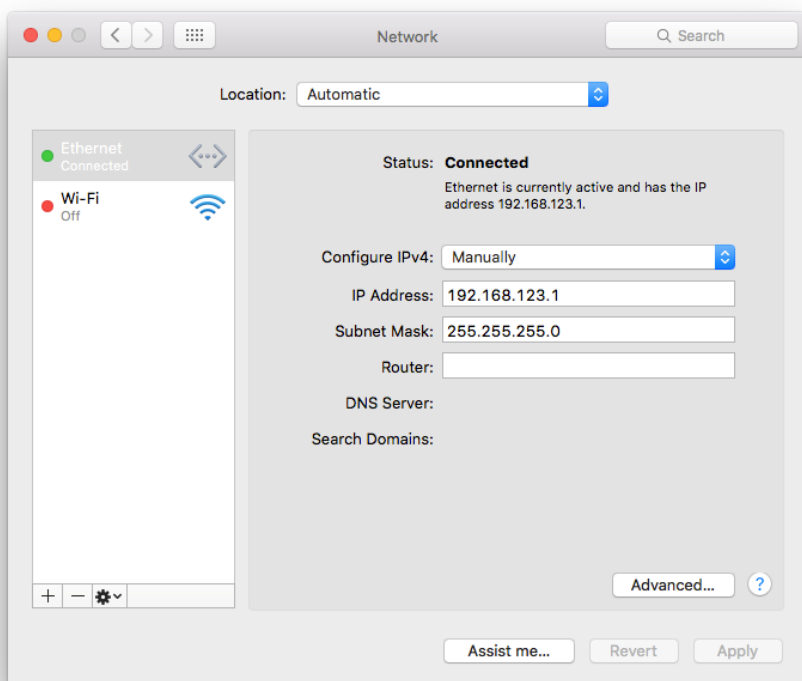 Network
Search
Location: Automatic
Ethernet
Connected
Wi-Fi
Off
Status: Connected
Ethernet is currently active and has the IP
address 192.168.123.1.
Configure IPv4: Manually
IP Address: 192.168.123.1
Subnet Mask: 255.255.255.0
Router:
DNS Server:
Search Domains:
Advanced...
?
Assist me...
Revert
Apply